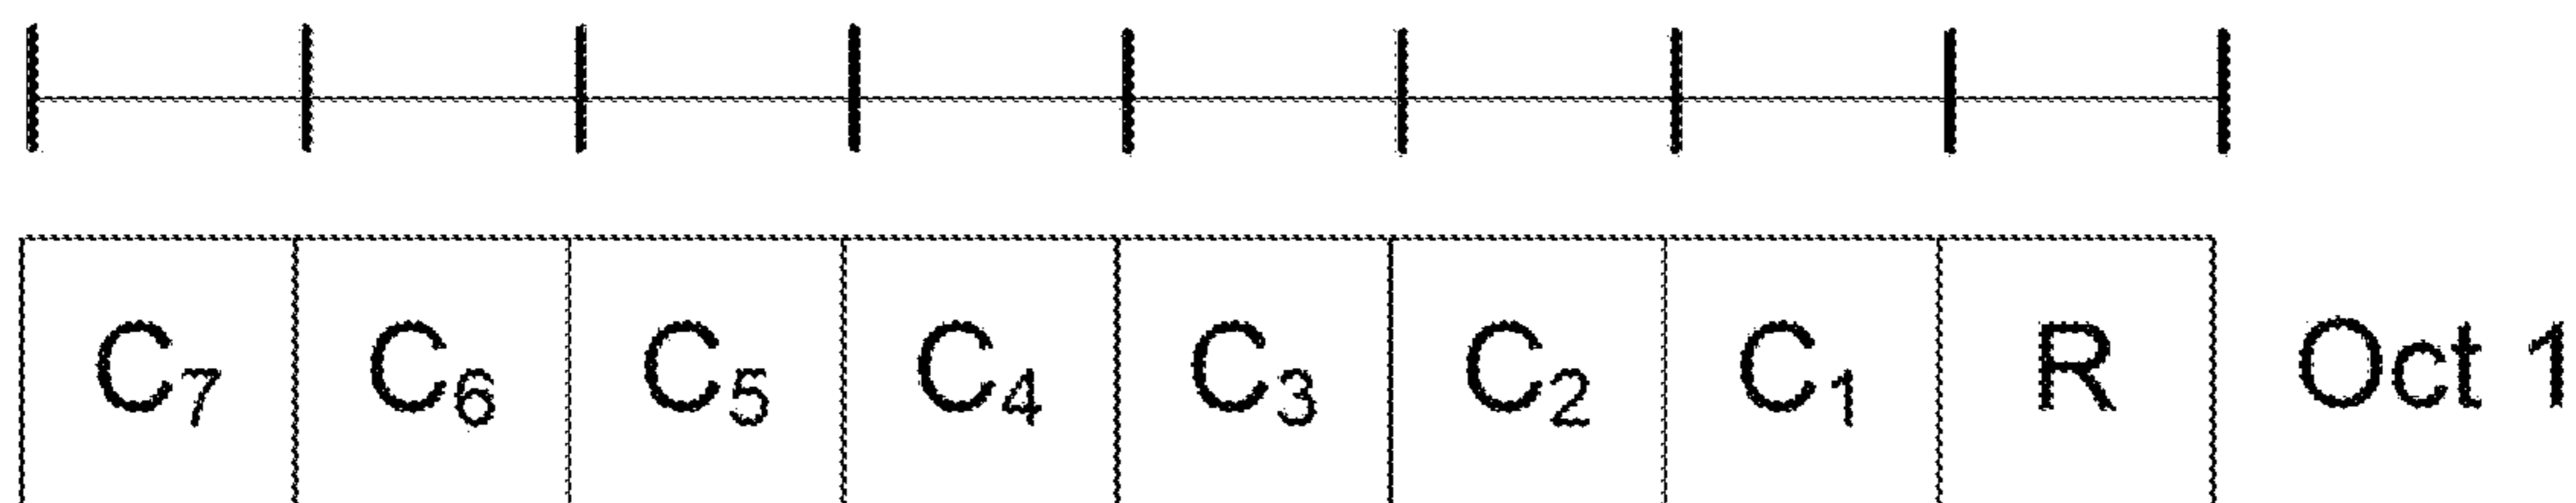 C₇ C₆ C₅ C₄ C₃ C₂ C₁ R Oct 1